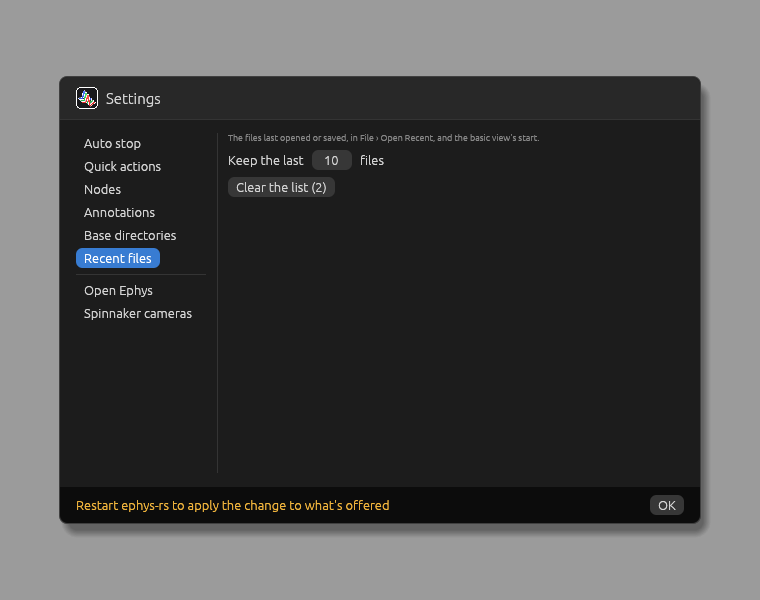 Settings
Auto stop
Quick actions
Nodes
Annotations
Base directories
Recent files
Open Ephys
Spinnaker cameras
The files last opened or saved, in File › Open Recent, and the basic view's start.
Keep the last 10 files
Clear the list (2)
Restart ephys-rs to apply the change to what's offered
OK